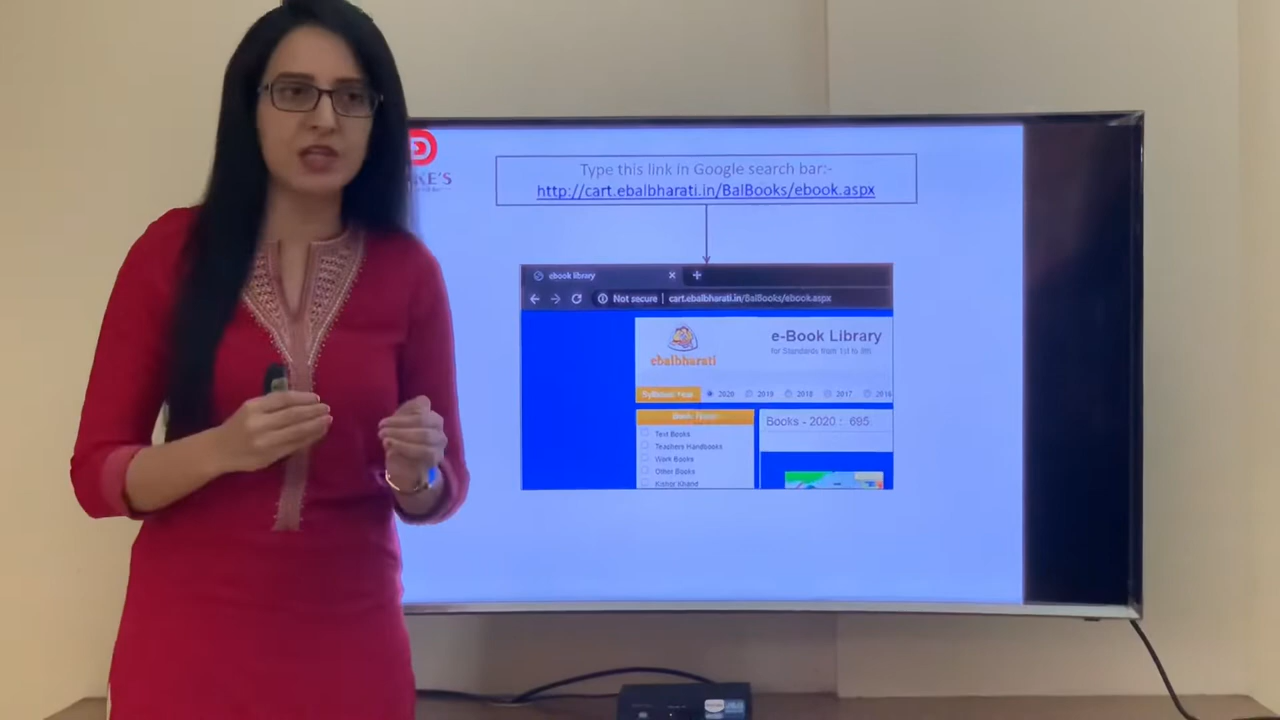 KE'S
Type this link in Google search bar:-
http://cart.ebalbharati.in/BalBooks/ebook.aspx
ebook library
Not secure | cart.ebalbharati.in/BalBooks/ebook.aspx
ebalbharati
e-Book Library
for Standards from 1st to
2020 2019 2018 2017 2016
Books - 2020 : 695
Text Books
Teachers Handbooks
Work Books
Other Books
Kishor Khand